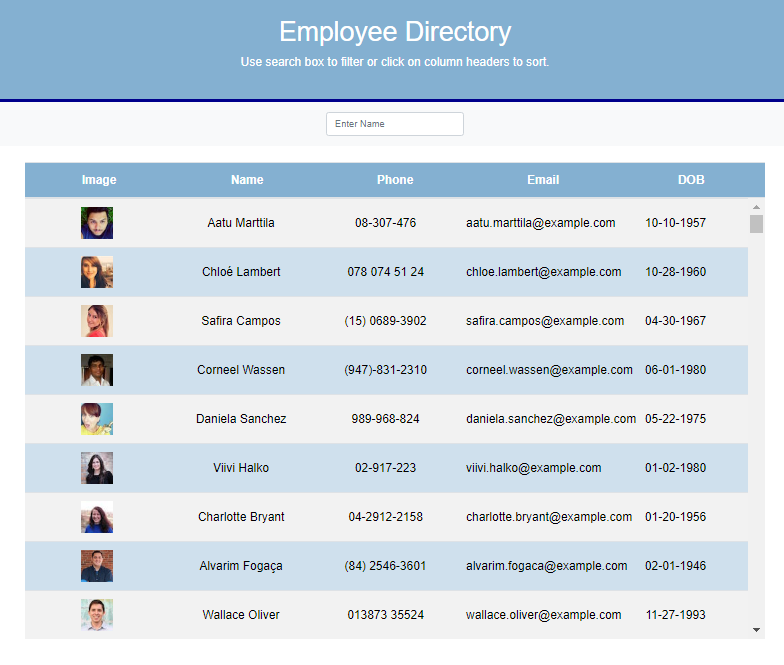 Employee Directory
Use search box to filter or click on column headers to sort.
Enter Name
Image Name Phone Email DOB
Aatu Marttila 08-307-476 aatu.marttila@example.com 10-10-1957
Chloé Lambert 078 074 51 24 chloe.lambert@example.com 10-28-1960
Safira Campos (15) 0689-3902 safira.campos@example.com 04-30-1967
Corneel Wassen (947)-831-2310 corneel.wassen@example.com 06-01-1980
Daniela Sanchez 989-968-824 daniela.sanchez@example.com 05-22-1975
Viivi Halko 02-917-223 viivi.halko@example.com 01-02-1980
Charlotte Bryant 04-2912-2158 charlotte.bryant@example.com 01-20-1956
Alvarim Fogaça (84) 2546-3601 alvarim.fogaca@example.com 02-01-1946
Wallace Oliver 013873 35524 wallace.oliver@example.com 11-27-1993